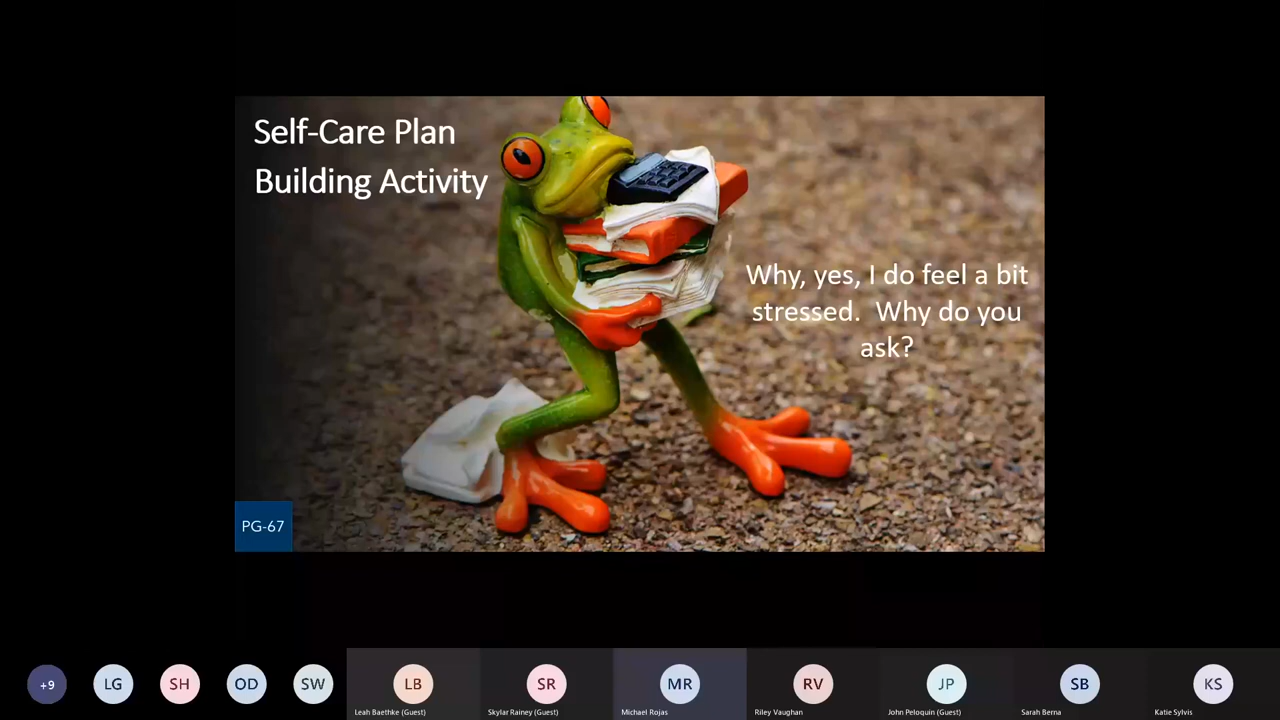 Self-Care Plan
Building Activity
Why, yes, I do feel a bit
stressed.  Why do you
ask?
PG-67
+9
LG
SH
OD
SW
LB
SR
MR
RV
JP
SB
KS
Leah Baethke (Guest)
Skylar Rainey (Guest)
Michael Rojas
Riley Vaughan
John Peloquin (Guest)
Sarah Berna
Katie Sylvis